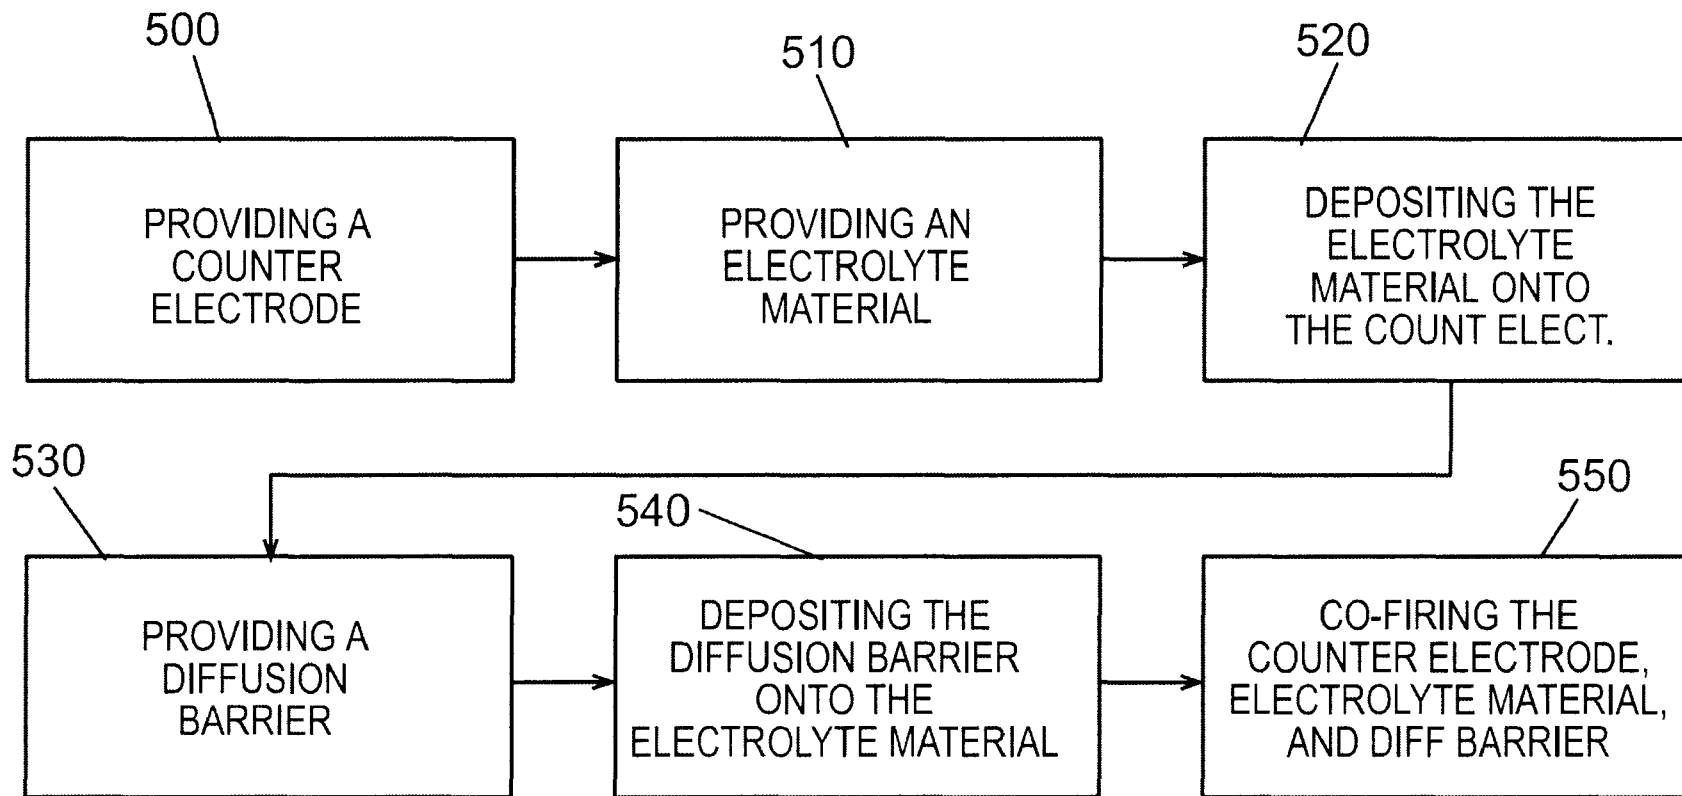 500
PROVIDING A
COUNTER
ELECTRODE
510
PROVIDING AN
ELECTROLYTE
MATERIAL
520
DEPOSITING THE
ELECTROLYTE
MATERIAL ONTO
THE COUNT ELECT.
530
PROVIDING A
DIFFUSION
BARRIER
540
DEPOSITING THE
DIFFUSION BARRIER
ONTO THE
ELECTROLYTE MATERIAL
550
CO-FIRING THE
COUNTER ELECTRODE,
ELECTROLYTE MATERIAL,
AND DIFF BARRIER